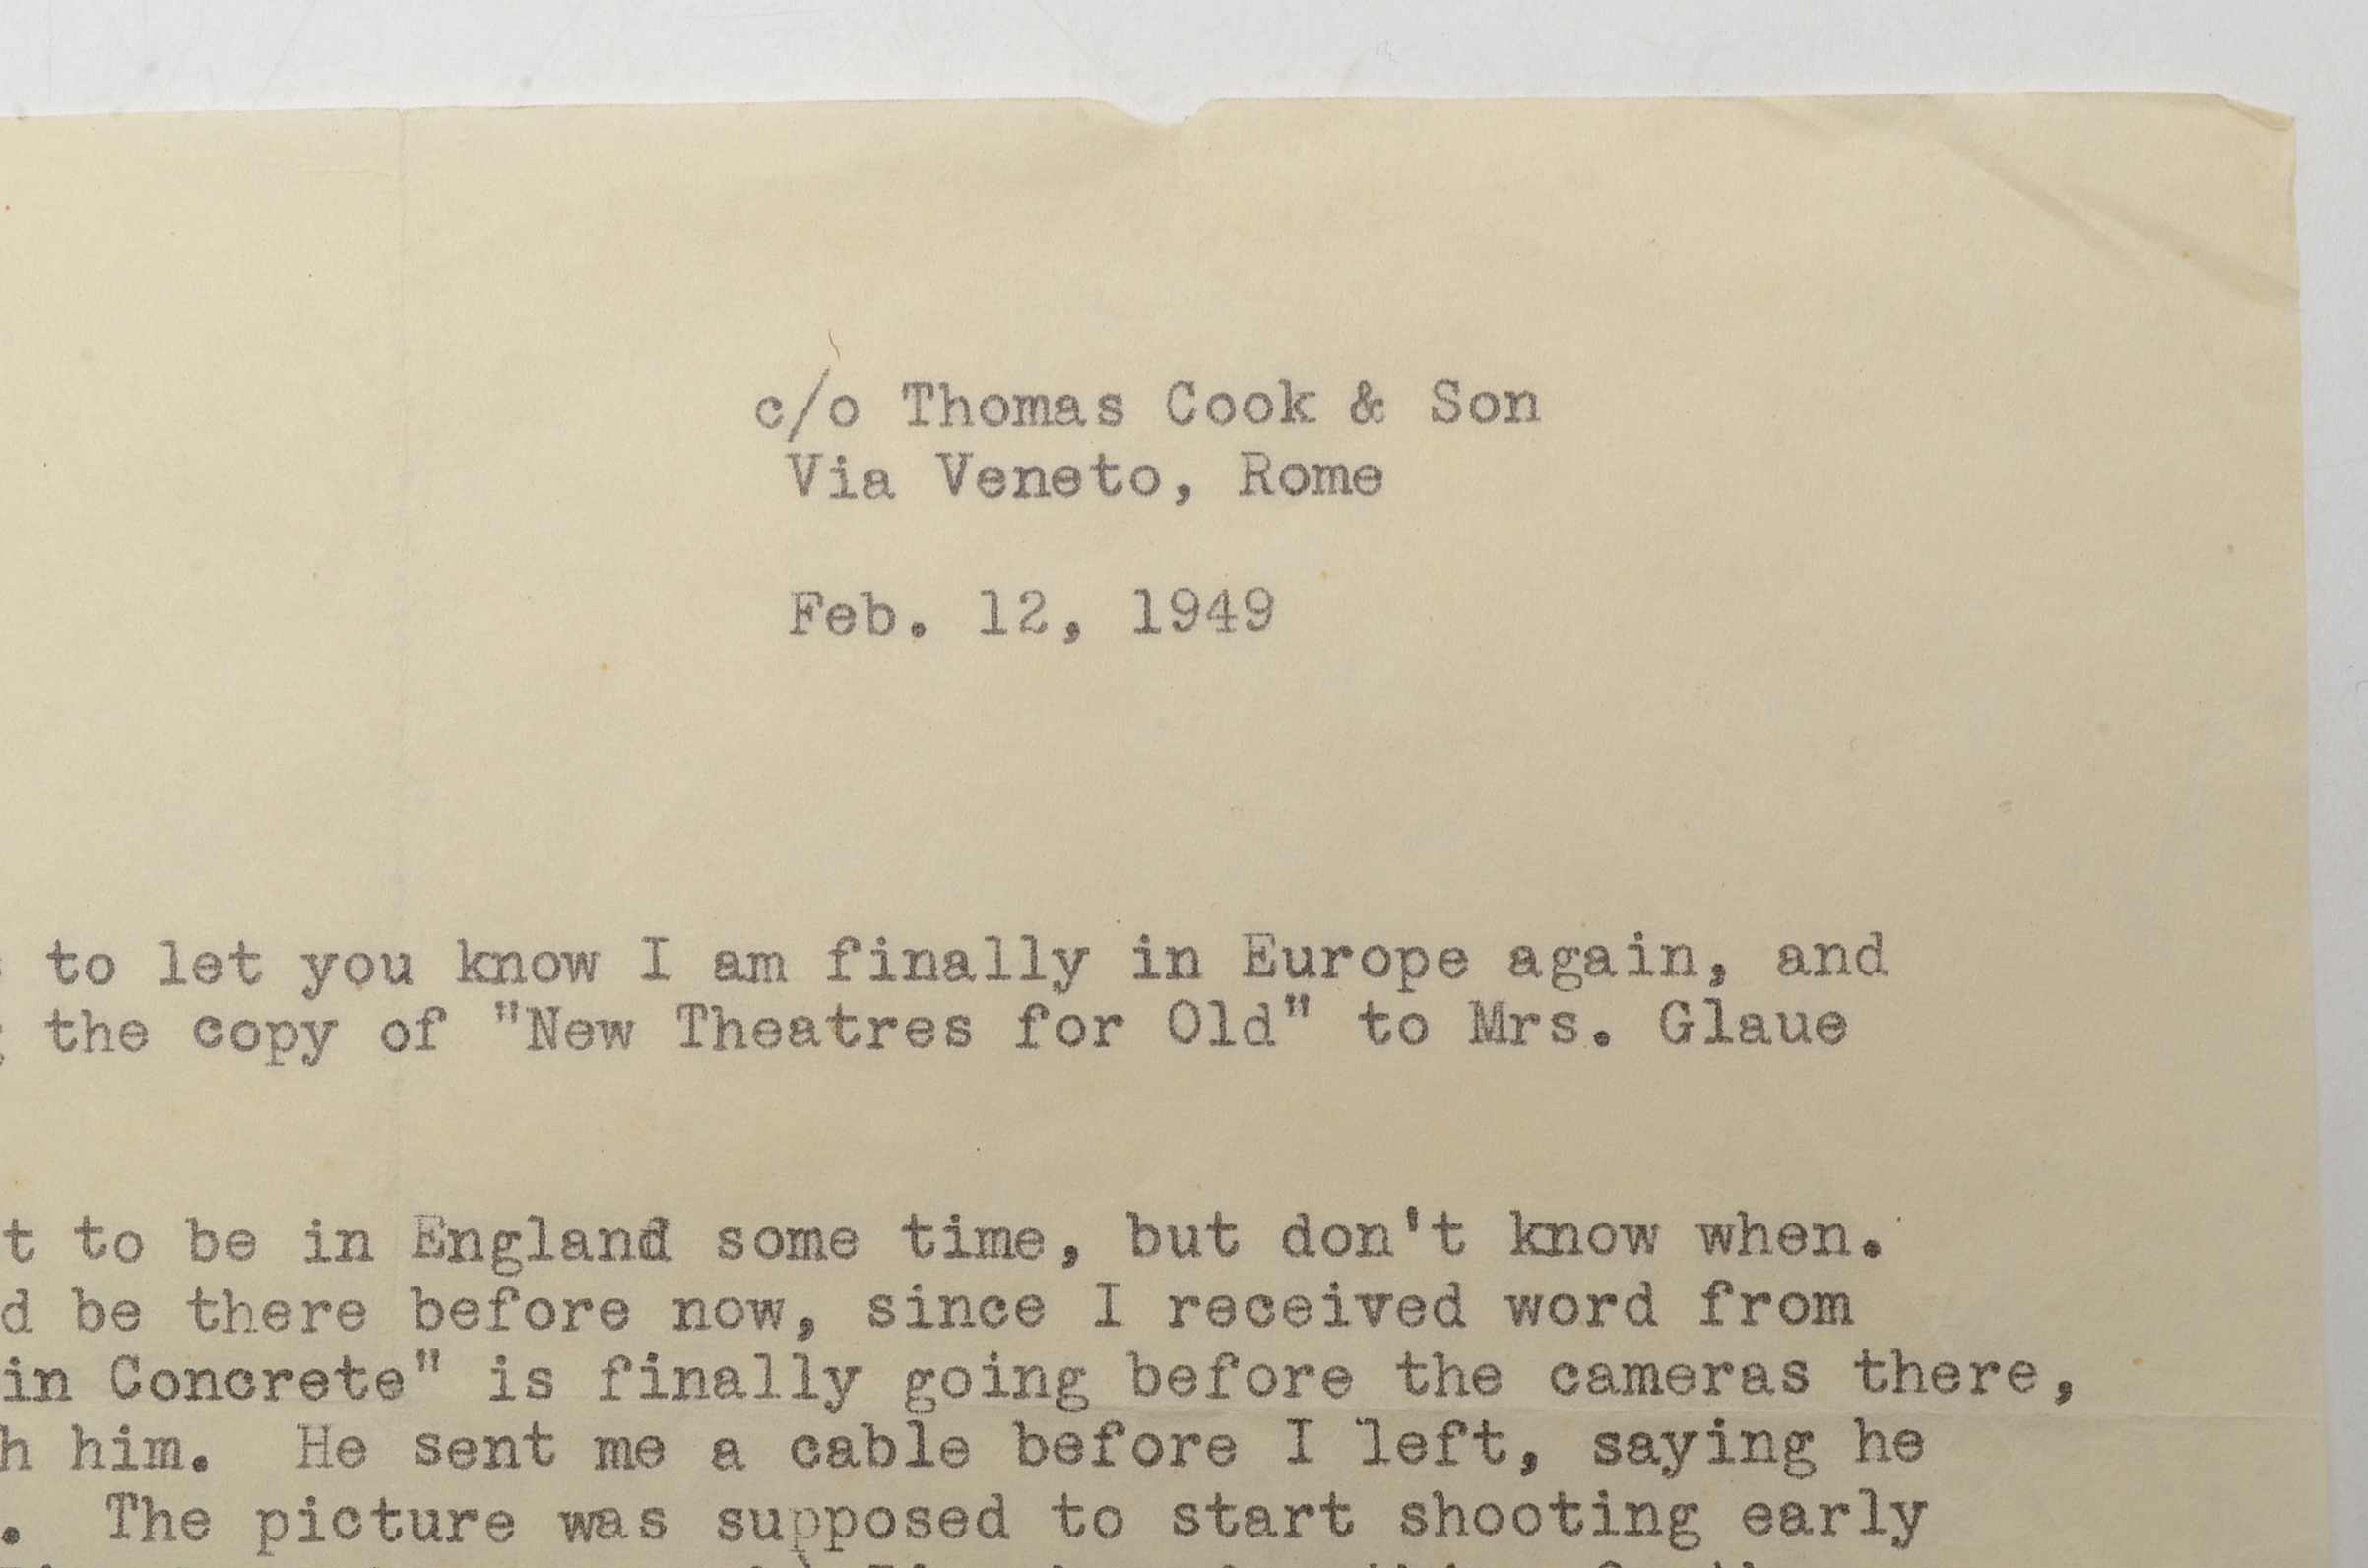 c/o Thomas Cook & Son
Via Veneto, Rome
Feb. 12, 1949
to let you know I am finally in Europe again, and
the copy of "New Theatres for Old" to Mrs. Glaue
t to be in England some time, but don't know when.
d be there before now, since I received word from
in Concrete" is finally going before the cameras there,
h him. He sent me a cable before I left, saying he
. The picture was supposed to start shooting early